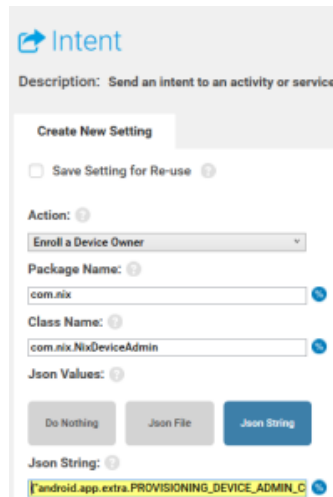 Intent
Description: Send an intent to an activity or service
Create New Setting
Save Setting for Re-use ?
Action: ?
Enroll a Device Owner
Package Name: ?
com.nix
Class Name: ?
com.nix.NixDeviceAdmin
Json Values: ?
Do Nothing Json File Json String
Json String: ?
{"android.app.extra.PROVISIONING_DEVICE_ADMIN_C